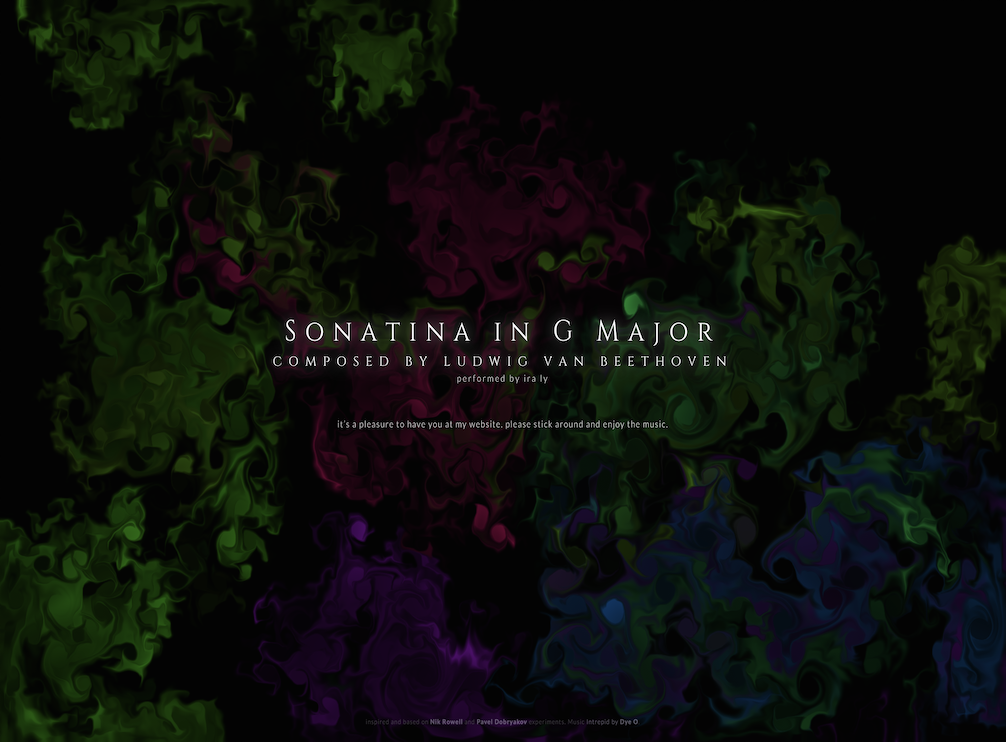 Sonatina in G Major
composed by Ludwig van Beethoven
performed by ira ly
it's a pleasure to have you at my website. please stick around and enjoy the music.
inspired and based on Nik Rowell and Pavel Dobryakov experiments. Music Intrepid by Dye O